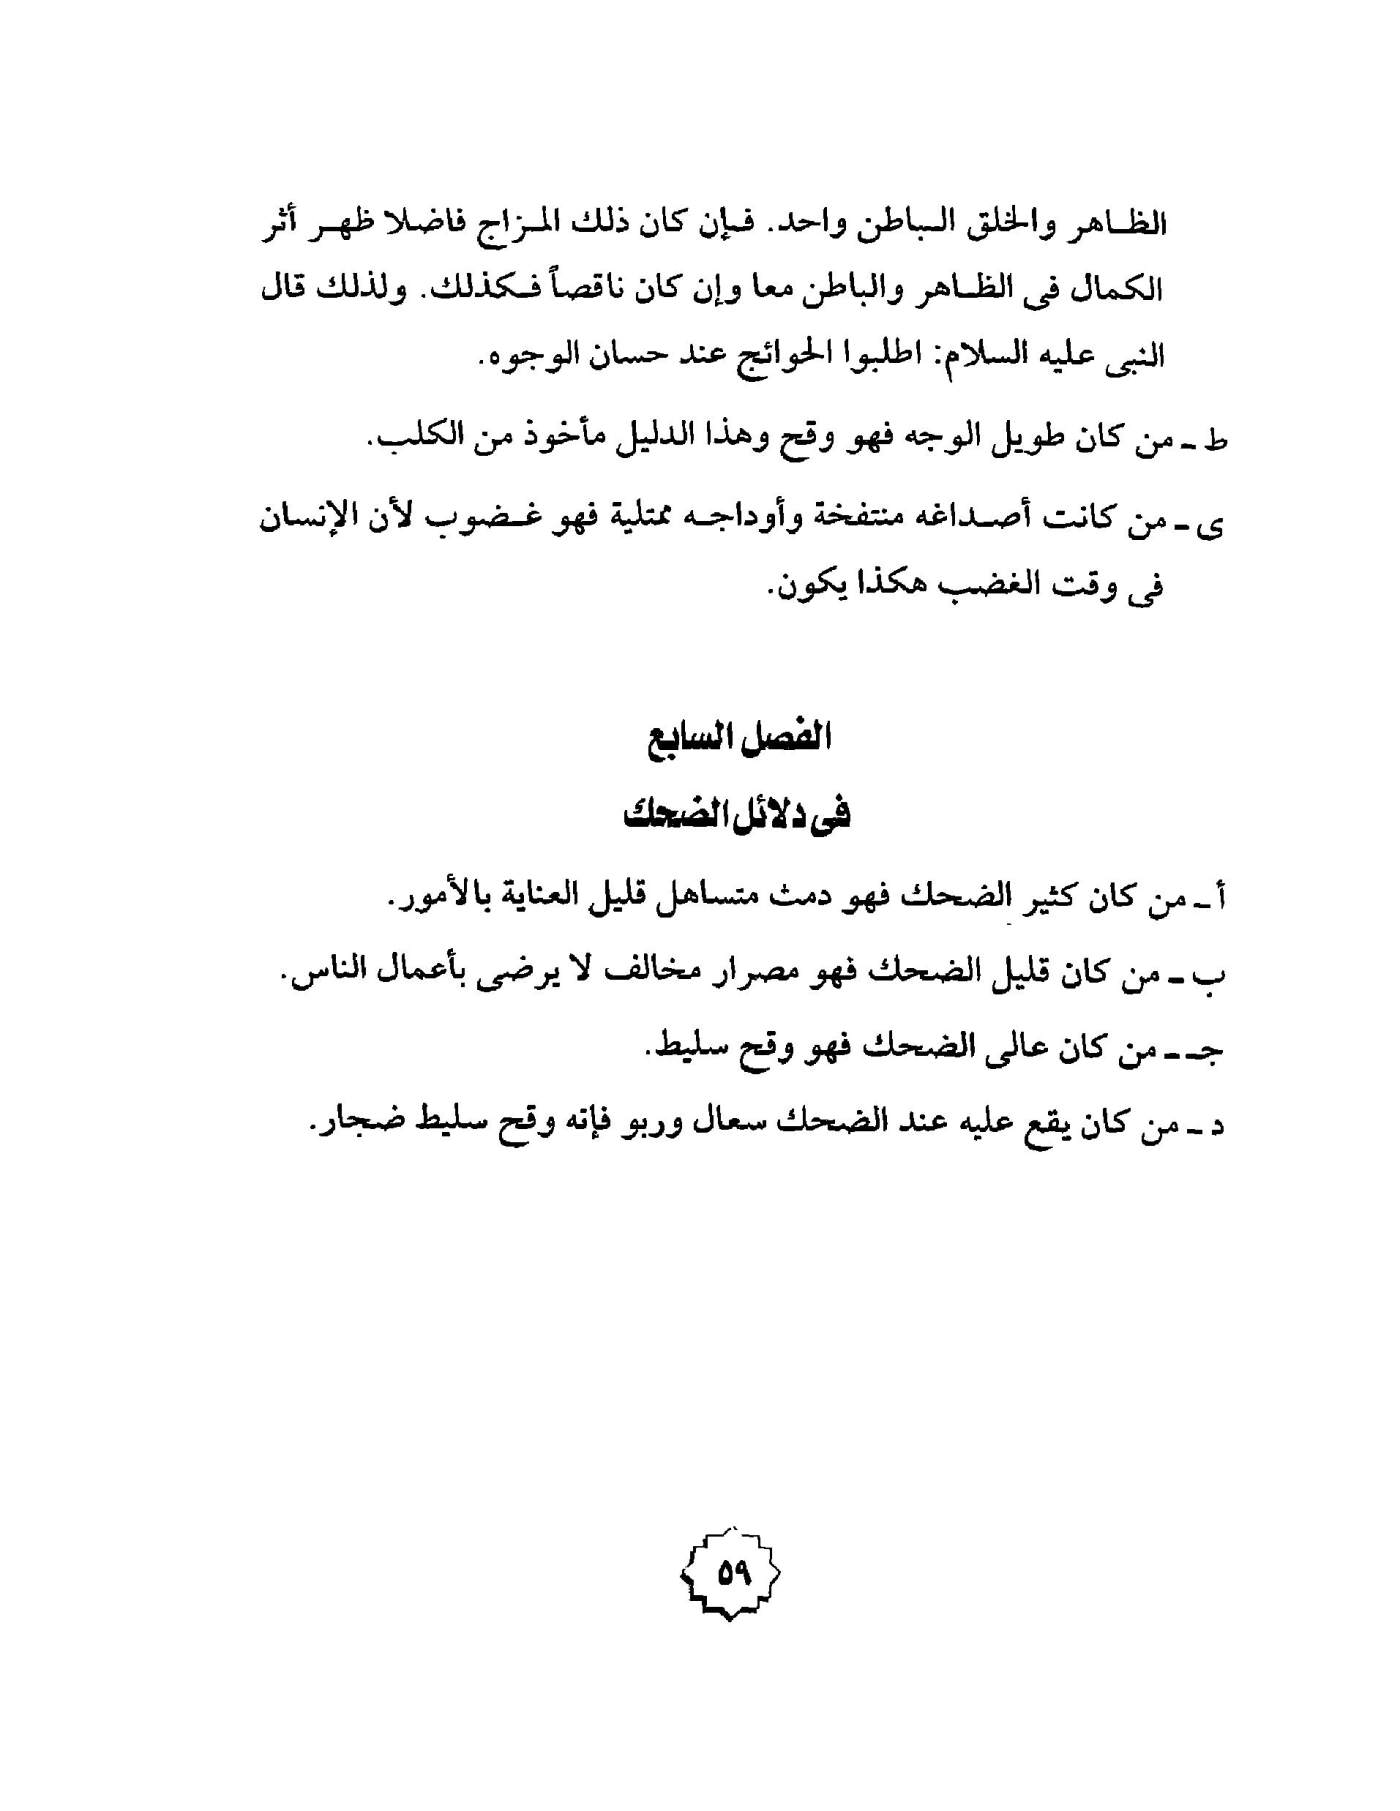 الظاهر والخلق الباطن واحد. فإن كان ذلك المزاج فاضلا ظهر أثر
الكمال فى الظاهر والباطن معا وإن كان ناقصاً فكذلك. ولذلك قال
النبى عليه السلام: اطلبوا الحوائج عند حسان الوجوه.
ط ـ من كان طويل الوجه فهو وقح وهذا الدليل مأخوذ من الكلب.
ى ـ من كانت أصداغه منتفخة وأوداجه ممتلية فهو غضوب لأن الإنسان
فى وقت الغضب هكذا يكون.
الفصل السابع
فى دلائل الضحك
أ ـ من كان كثير الضحك فهو دمث متساهل قليل العناية بالأمور.
ب ـ من كان قليل الضحك فهو مصرار مخالف لا يرضى بأعمال الناس.
جـ ـ من كان عالى الضحك فهو وقح سليط.
د ـ من كان يقع عليه عند الضحك سعال وربو فإنه وقح سليط ضجار.
٥٩